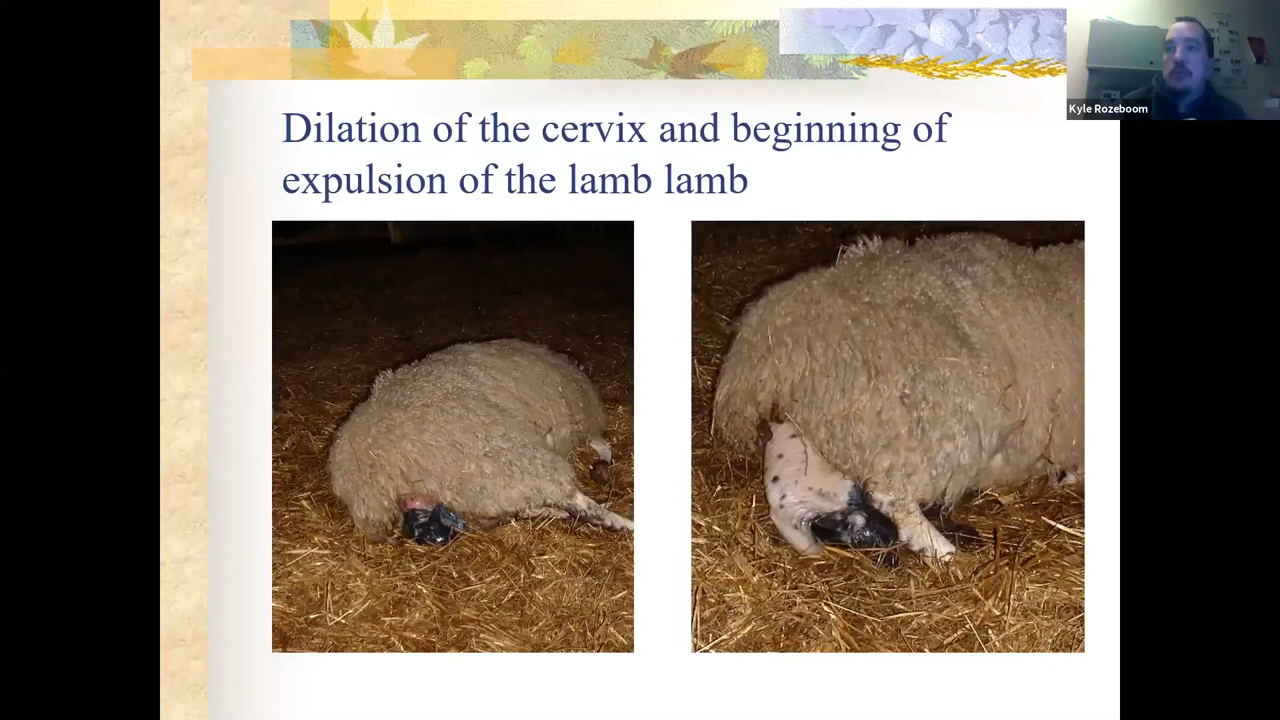 Dilation of the cervix and beginning of
expulsion of the lamb lamb
Kyle Rozeboom